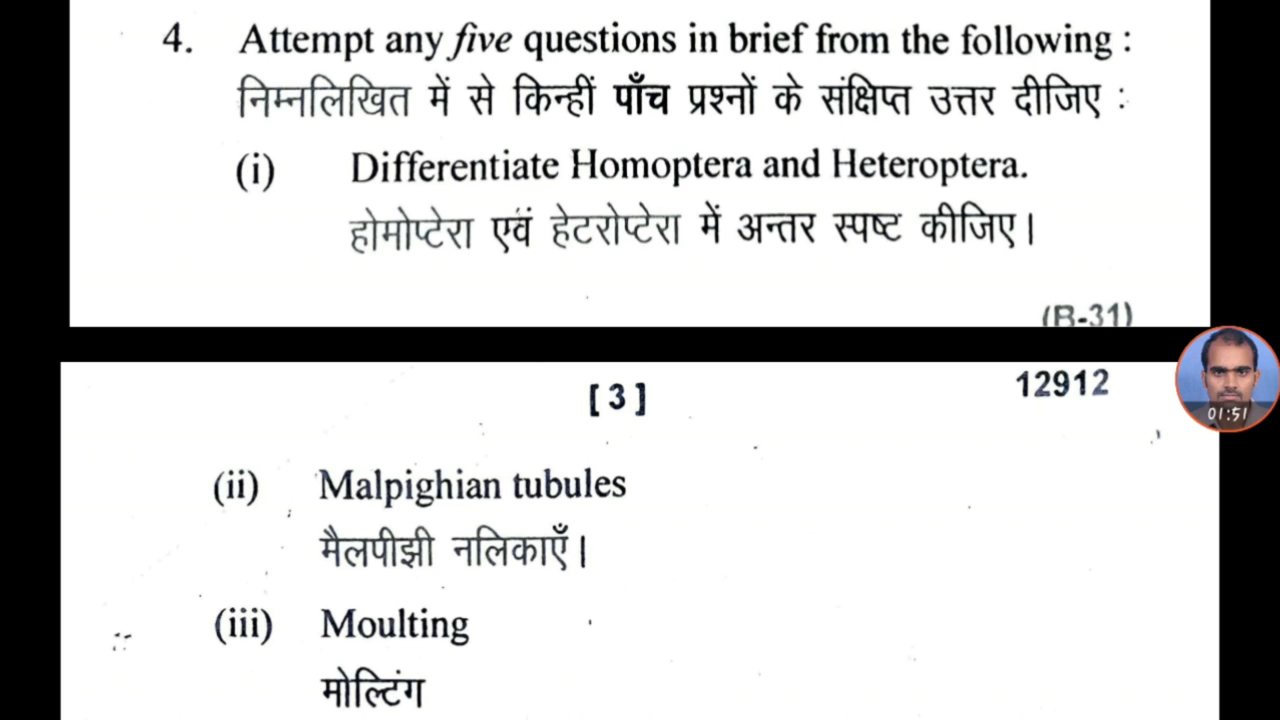 4. Attempt any five questions in brief from the following :
निम्नलिखित में से किन्हीं पाँच प्रश्नों के संक्षिप्त उत्तर दीजिए :
(i) Differentiate Homoptera and Heteroptera.
होमोप्टेरा एवं हेटरोप्टेरा में अन्तर स्पष्ट कीजिए।
(B-31)
[ 3 ] 12912
01:51
(ii) Malpighian tubules
मैलपीझी नलिकाएँ।
(iii) Moulting
मोल्टिंग